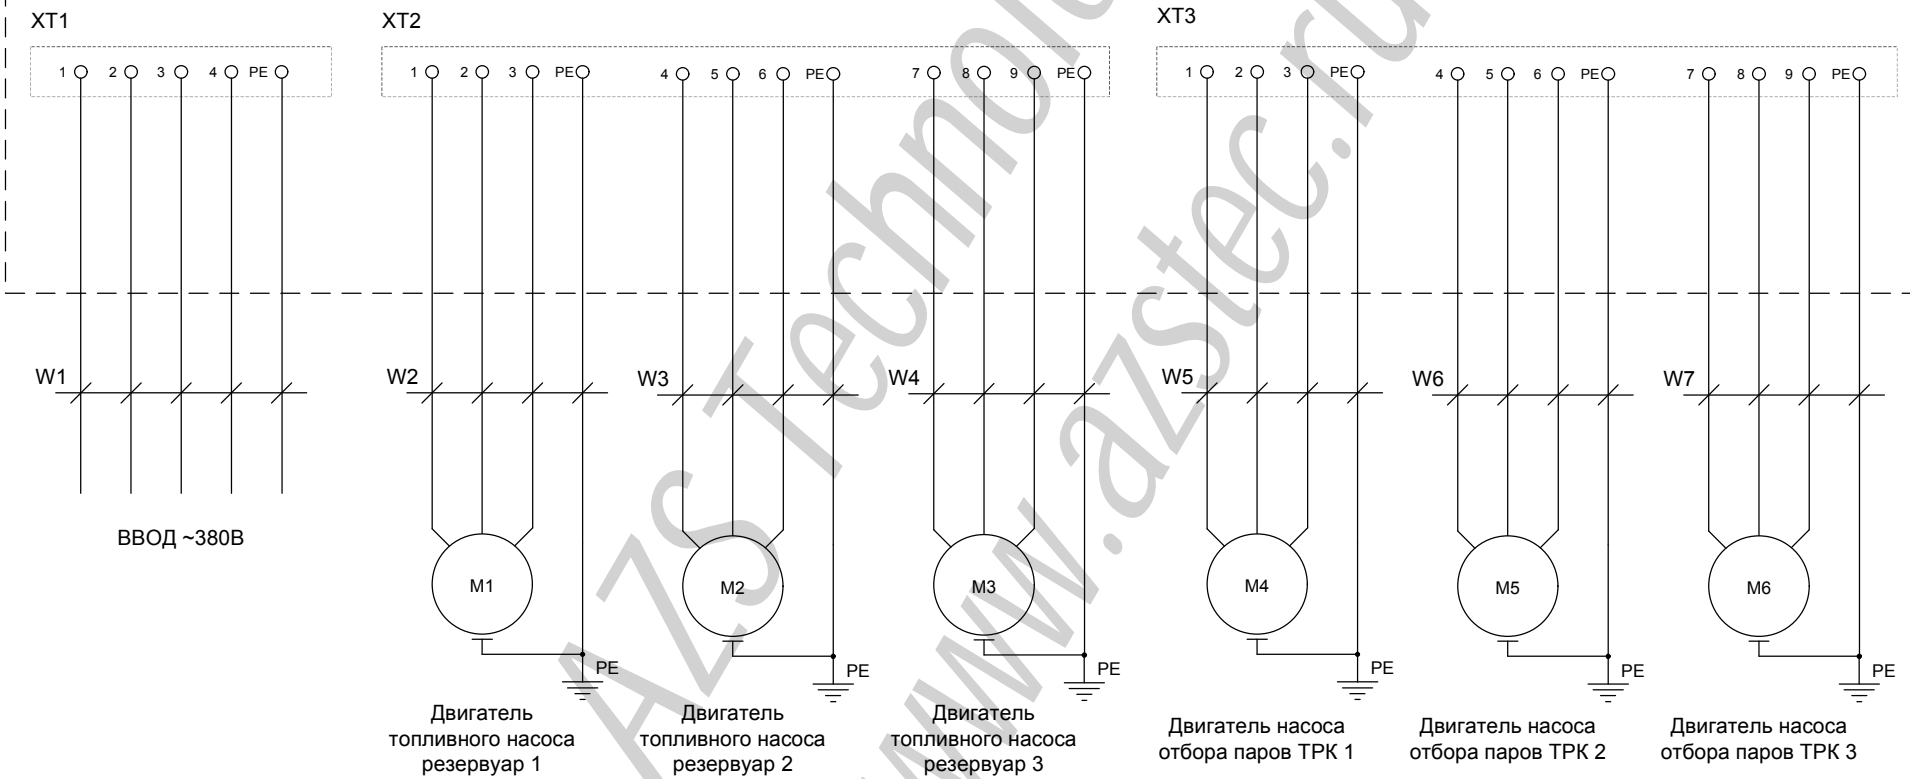 XT1
XT2
XT3
1 2 3 4 PE
1 2 3 PE 4 5 6 PE 7 8 9 PE
1 2 3 PE 4 5 6 PE 7 8 9 PE
W1
W2
W3
W4
W5
W6
W7
ВВОД ~380В
M1
M2
M3
M4
M5
M6
PE
PE
PE
PE
PE
PE
Двигатель
топливного насоса
резервуар 1
Двигатель
топливного насоса
резервуар 2
Двигатель
топливного насоса
резервуар 3
Двигатель насоса
отбора паров ТРК 1
Двигатель насоса
отбора паров ТРК 2
Двигатель насоса
отбора паров ТРК 3
AZS
www.azstec.ru